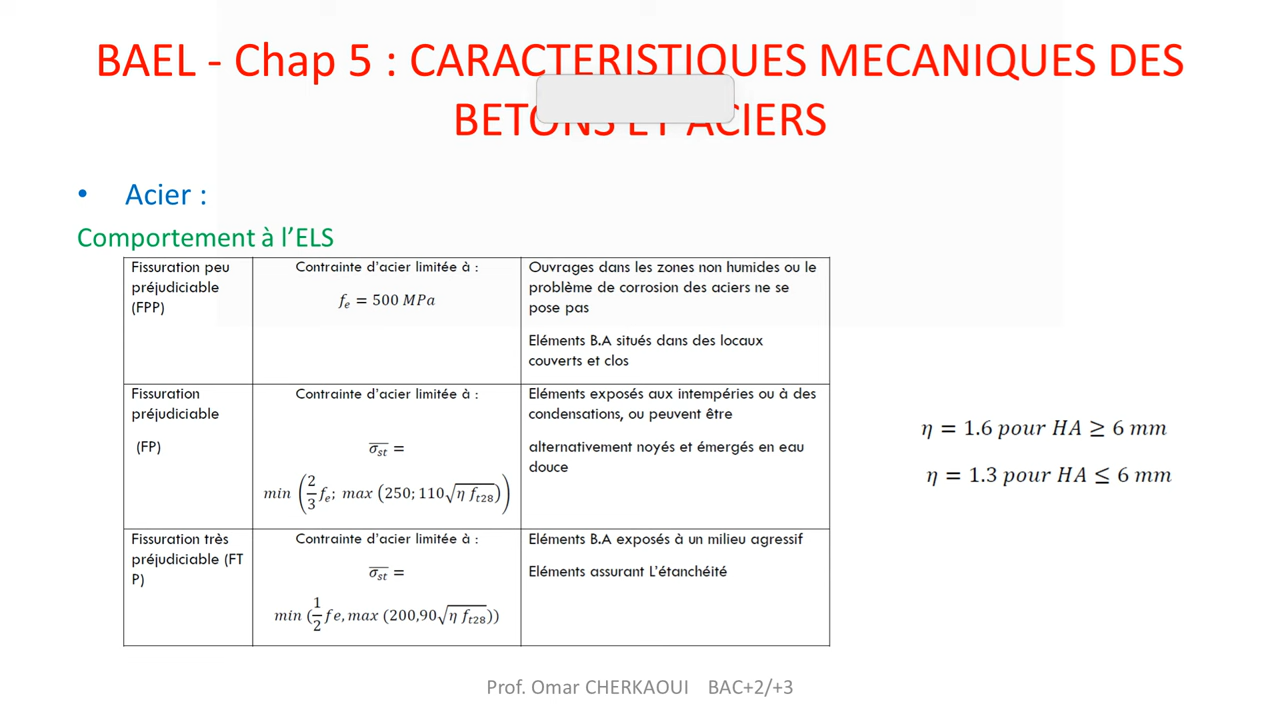 BAEL - Chap 5 : CARACTERISTIQUES MECANIQUES DES
BETONS ET ACIERS
• Acier :
Comportement à l’ELS
Fissuration peu
préjudiciable
(FPP)
Contrainte d’acier limitée à :
fₑ = 500 MPa
Ouvrages dans les zones non humides ou le
problème de corrosion des aciers ne se
pose pas
Eléments B.A situés dans des locaux
couverts et clos
Fissuration
préjudiciable
(FP)
Contrainte d’acier limitée à :
σ̅ₛₜ =
min (2/3 fₑ; max (250; 110√(η fₜ₂₈)))
Eléments exposés aux intempéries ou à des
condensations, ou peuvent être
alternativement noyés et émergés en eau
douce
η = 1.6 pour HA ≥ 6 mm
η = 1.3 pour HA ≤ 6 mm
Fissuration très
préjudiciable (FT
P)
Contrainte d’acier limitée à :
σ̅ₛₜ =
min (1/2 fe, max (200,90√(η fₜ₂₈)))
Eléments B.A exposés à un milieu agressif
Eléments assurant L’étanchéité
Prof. Omar CHERKAOUI BAC+2/+3